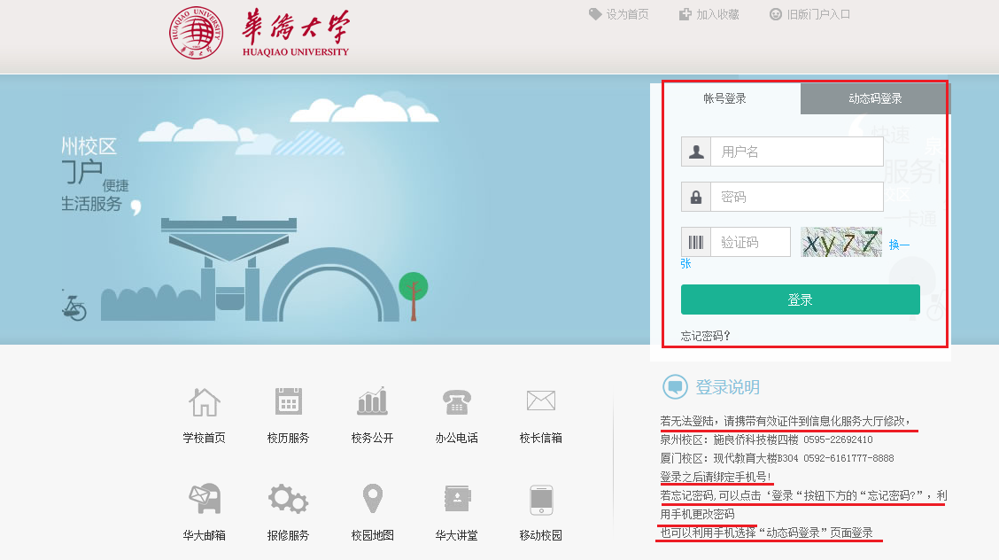 华侨大学
HUAQIAO UNIVERSITY
设为首页
加入收藏
旧版门户入口
州校区
门户
便捷
生活服务
帐号登录
动态码登录
快速
服务门
一卡通
用户名
密码
验证码
xy77
换一
张
登录
忘记密码?
学校首页
校历服务
校务公开
办公电话
校长信箱
华大邮箱
报修服务
校园地图
华大讲堂
移动校园
登录说明
若无法登陆，请携带有效证件到信息化服务大厅修改，
泉州校区：施良侨科技楼四楼 0595-22692410
厦门校区：现代教育大楼B304 0592-6161777-8888
登录之后请绑定手机号!
若忘记密码,可以点击‘登录“按钮下方的“忘记密码?”，利
用手机更改密码
也可以利用手机选择“动态码登录”页面登录